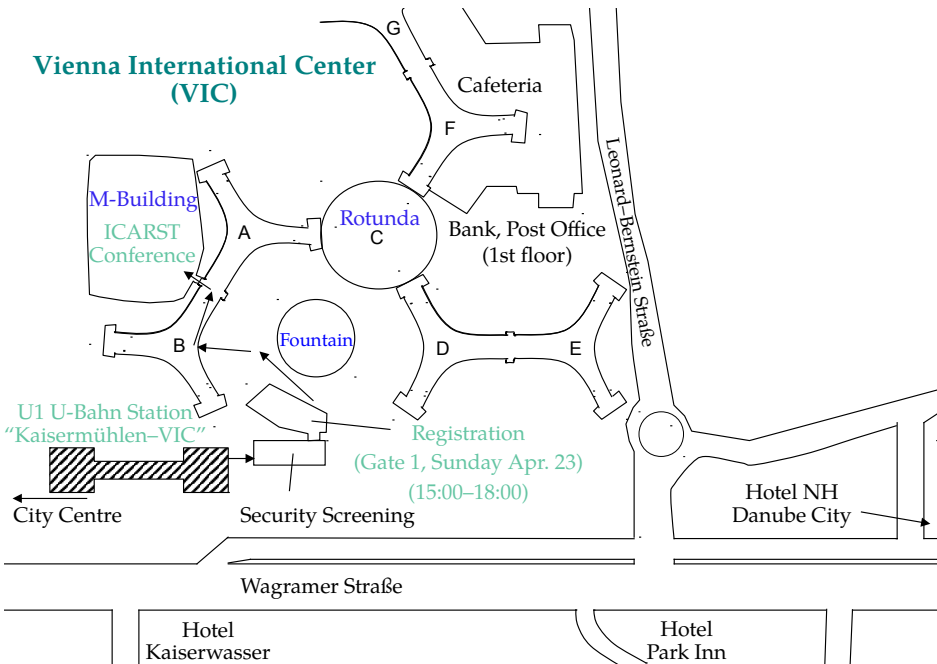 G
Vienna International Center
(VIC)
Cafeteria
F
Leonard–Bernstein Straße
M-Building
ICARST
Conference
A
Rotunda
C
Bank, Post Office
(1st floor)
B
Fountain
D
E
U1 U-Bahn Station
“Kaisermühlen–VIC”
Registration
(Gate 1, Sunday Apr. 23)
(15:00–18:00)
City Centre
Security Screening
Hotel NH
Danube City
Wagramer Straße
Hotel
Kaiserwasser
Hotel
Park Inn